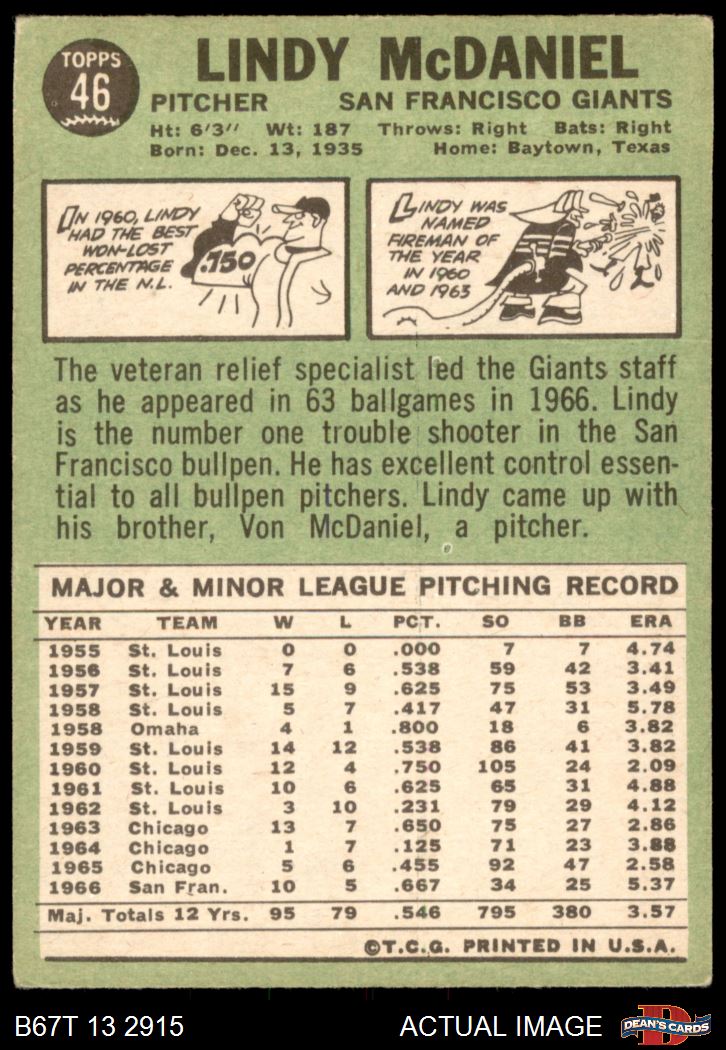 TOPPS
46
LINDY McDANIEL
PITCHER SAN FRANCISCO GIANTS
Ht: 6'3" Wt: 187 Throws: Right Bats: Right
Born: Dec. 13, 1935 Home: Baytown, Texas
IN 1960, LINDY
HAD THE BEST
WON-LOST
PERCENTAGE
IN THE N.L.
.750
LINDY WAS
NAMED
FIREMAN OF
THE YEAR
IN 1960
AND 1963
The veteran relief specialist led the Giants staff
as he appeared in 63 ballgames in 1966. Lindy
is the number one trouble shooter in the San
Francisco bullpen. He has excellent control essen-
tial to all bullpen pitchers. Lindy came up with
his brother, Von McDaniel, a pitcher.
MAJOR & MINOR LEAGUE PITCHING RECORD
YEAR TEAM W L PCT. SO BB ERA
1955 St. Louis 0 0 .000 7 7 4.74
1956 St. Louis 7 6 .538 59 42 3.41
1957 St. Louis 15 9 .625 75 53 3.49
1958 St. Louis 5 7 .417 47 31 5.78
1958 Omaha 4 1 .800 18 6 3.82
1959 St. Louis 14 12 .538 86 41 3.82
1960 St. Louis 12 4 .750 105 24 2.09
1961 St. Louis 10 6 .625 65 31 4.88
1962 St. Louis 3 10 .231 79 29 4.12
1963 Chicago 13 7 .650 75 27 2.86
1964 Chicago 1 7 .125 71 23 3.88
1965 Chicago 5 6 .455 92 47 2.58
1966 San Fran. 10 5 .667 34 25 5.37
Maj. Totals 12 Yrs. 95 79 .546 795 380 3.57
©T.C.G. PRINTED IN U.S.A.
B67T 13 2915 ACTUAL IMAGE
D
DEAN'S CARDS